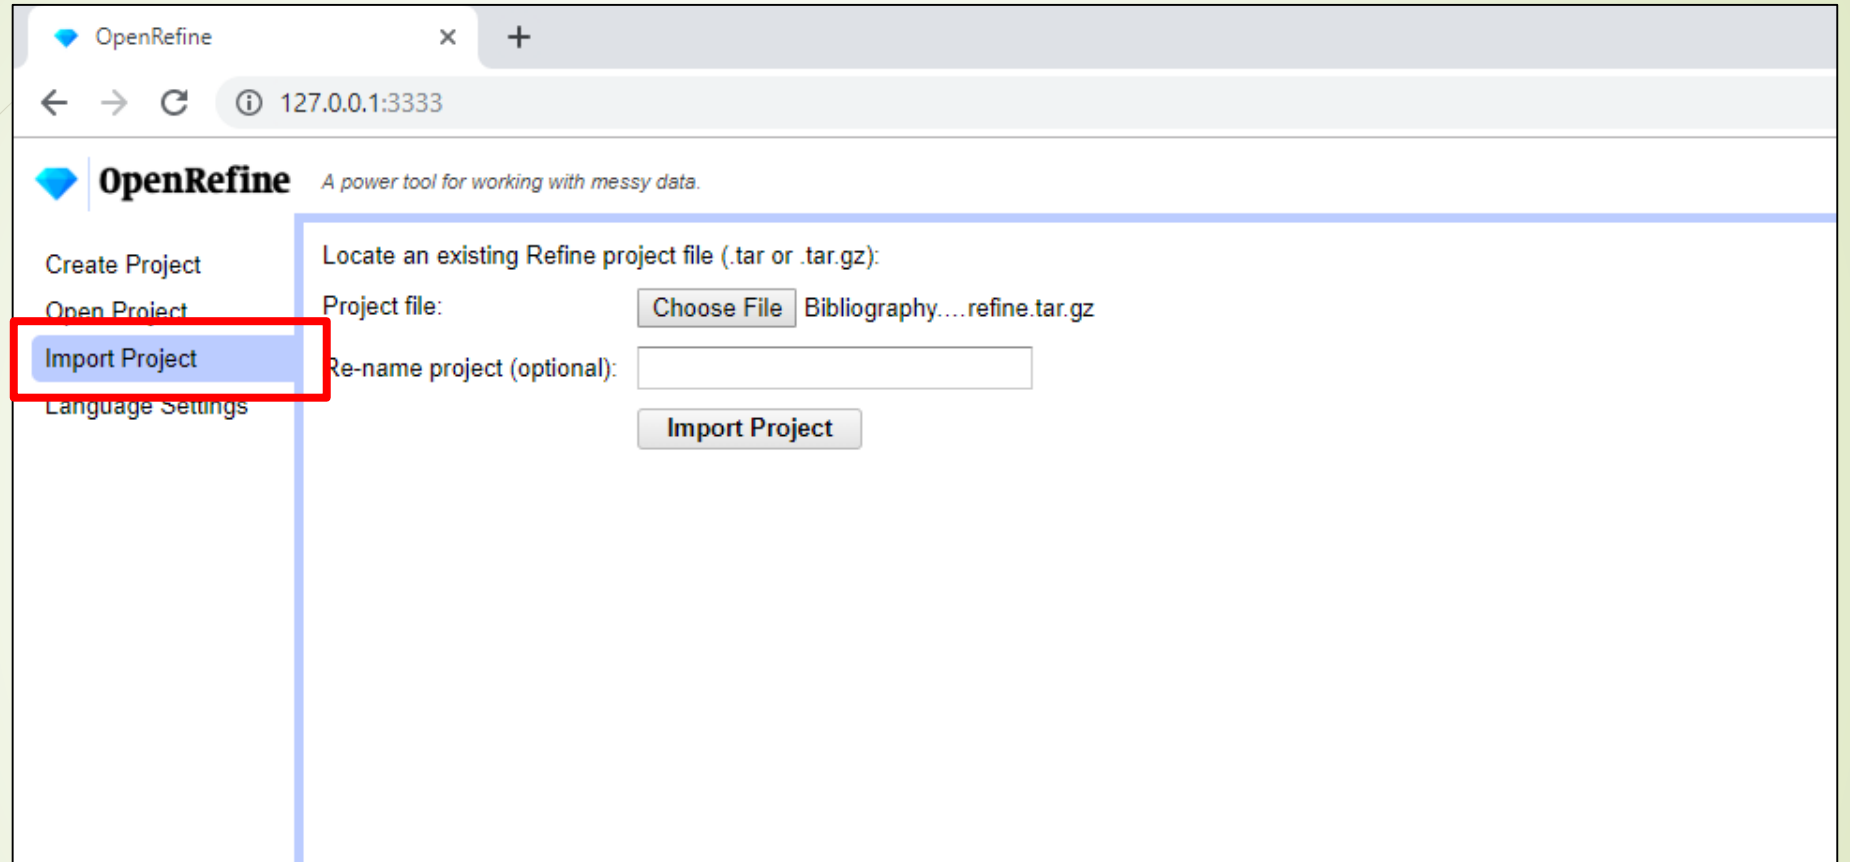 OpenRefine
127.0.0.1:3333
OpenRefine A power tool for working with messy data.
Create Project
Open Project
Import Project
Language Settings
Locate an existing Refine project file (.tar or .tar.gz):
Project file: Choose File Bibliography....refine.tar.gz
Re-name project (optional):
Import Project